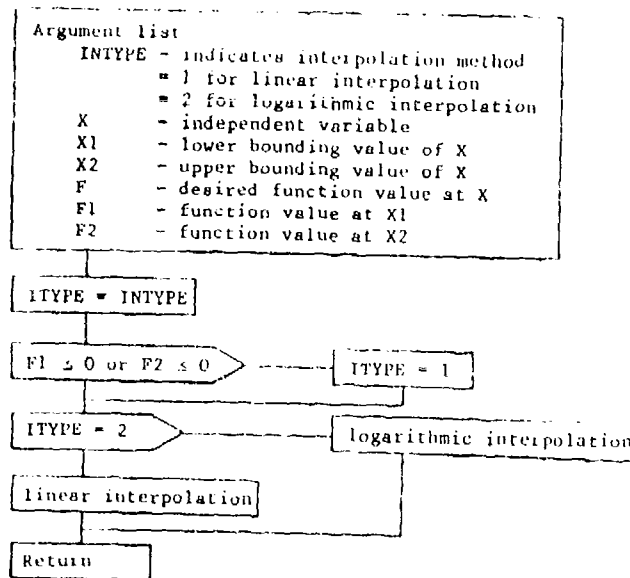 Argument list
INTYPE - indicates interpolation method
= 1 for linear interpolation
= 2 for logarithmic interpolation
X - independent variable
X1 - lower bounding value of X
X2 - upper bounding value of X
F - desired function value at X
F1 - function value at X1
F2 - function value at X2
ITYPE = INTYPE
F1 ≤ 0 or F2 ≤ 0
ITYPE = 1
ITYPE = 2
logarithmic interpolation
linear interpolation
Return